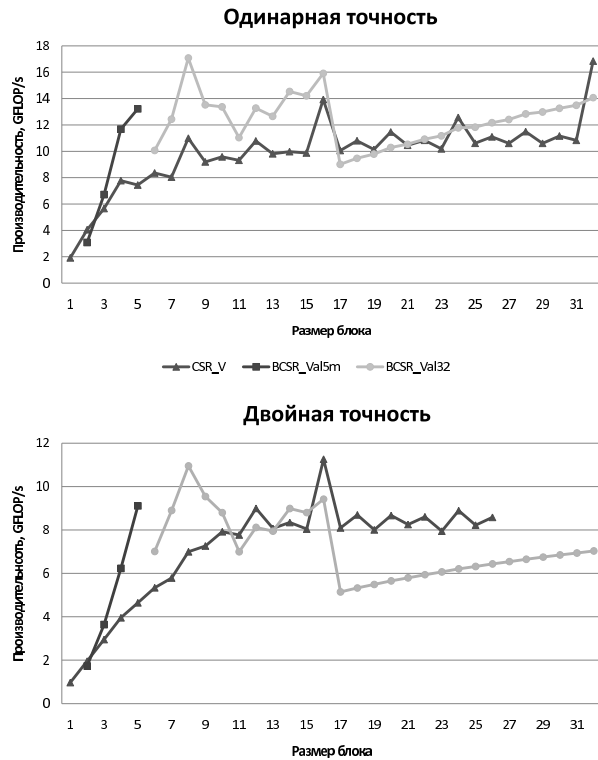 Одинарная точность
Производительность, GFLOP/s
18
16
14
12
10
8
6
4
2
0
1 3 5 7 9 11 13 15 17 19 21 23 25 27 29 31
Размер блока
CSR_V BCSR_Val5m BCSR_Val32
Двойная точность
Производительность, GFLOP/s
12
10
8
6
4
2
0
1 3 5 7 9 11 13 15 17 19 21 23 25 27 29 31
Размер блока